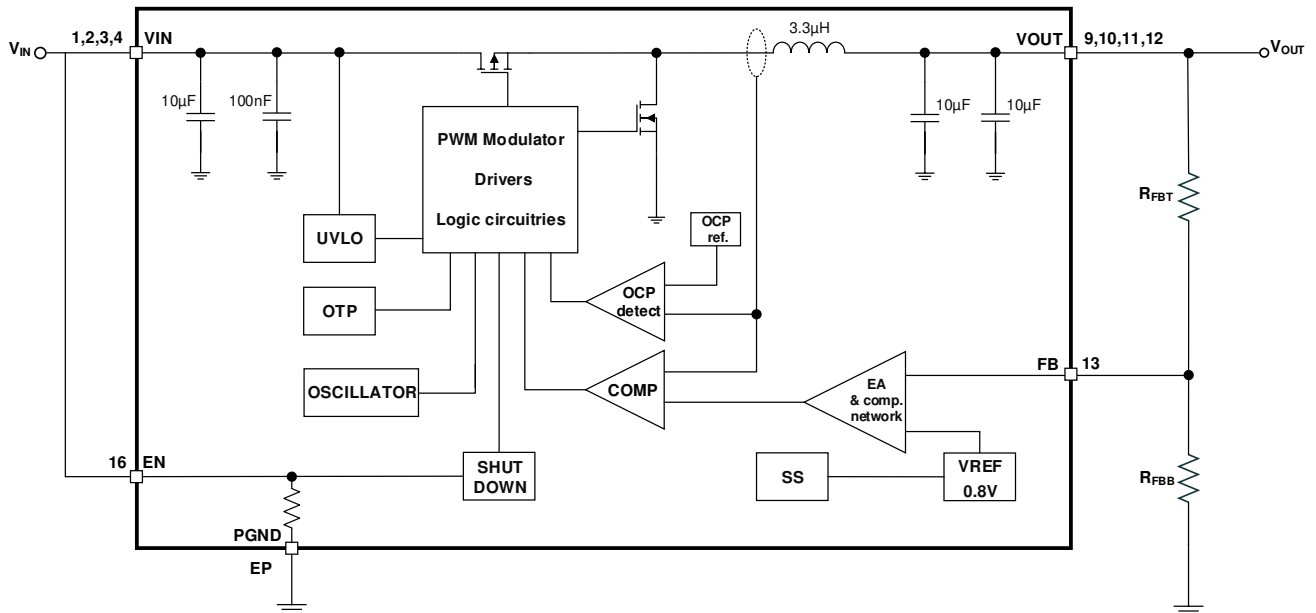 VIN
1,2,3,4
VIN
3.3µH
VOUT
9,10,11,12
VOUT
10µF
100nF
10µF
10µF
PWM Modulator
Drivers
Logic circuitries
RFBT
UVLO
OCP
ref.
OTP
OCP
detect
FB
13
OSCILLATOR
COMP
EA
& comp.
network
16
EN
SHUT
DOWN
SS
VREF
0.8V
RFBB
PGND
EP